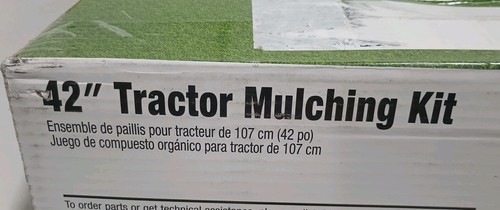 42" Tractor Mulching Kit
Ensemble de paillis pour tracteur de 107 cm (42 po)
Juego de compuesto orgánico para tractor de 107 cm
To order parts or get technical assistance